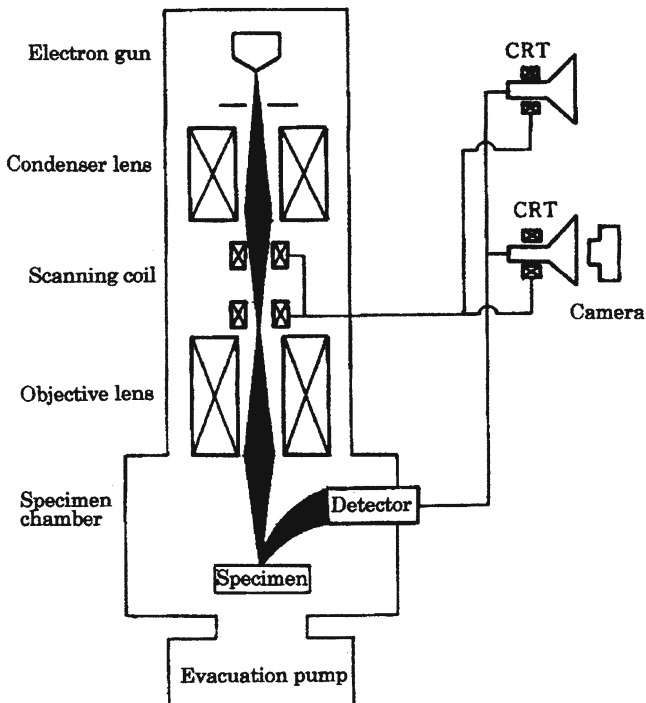 Electron gun
CRT
Condenser lens
CRT
Scanning coil
Camera
Objective lens
Specimen
chamber
Detector
Specimen
Evacuation pump